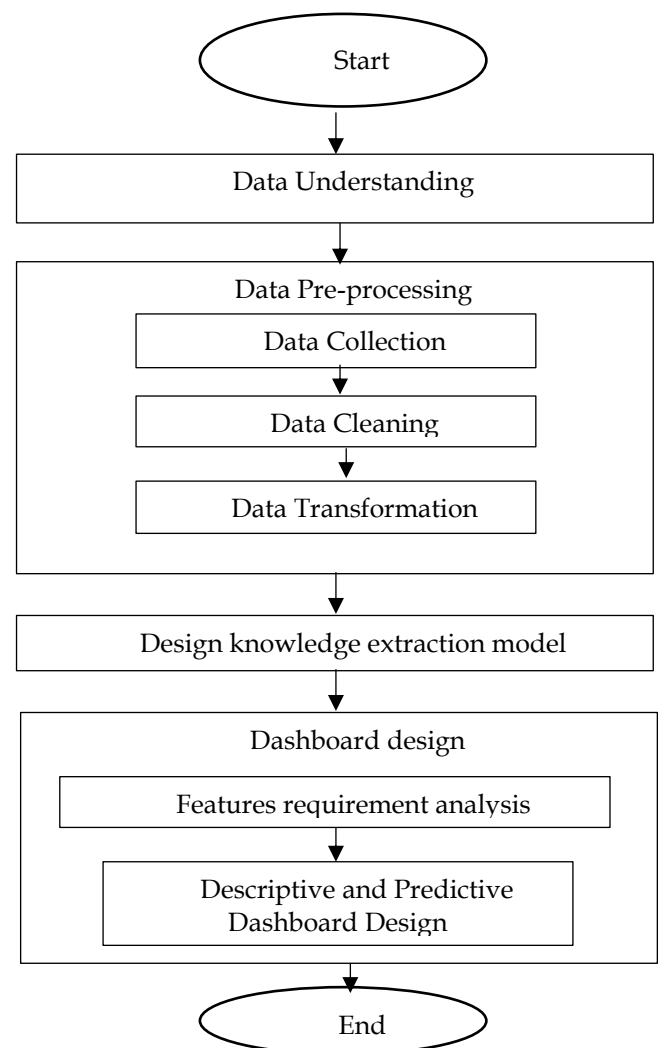 Start
Data Understanding
Data Pre-processing
Data Collection
Data Cleaning
Data Transformation
Design knowledge extraction model
Dashboard design
Features requirement analysis
Descriptive and Predictive
Dashboard Design
End